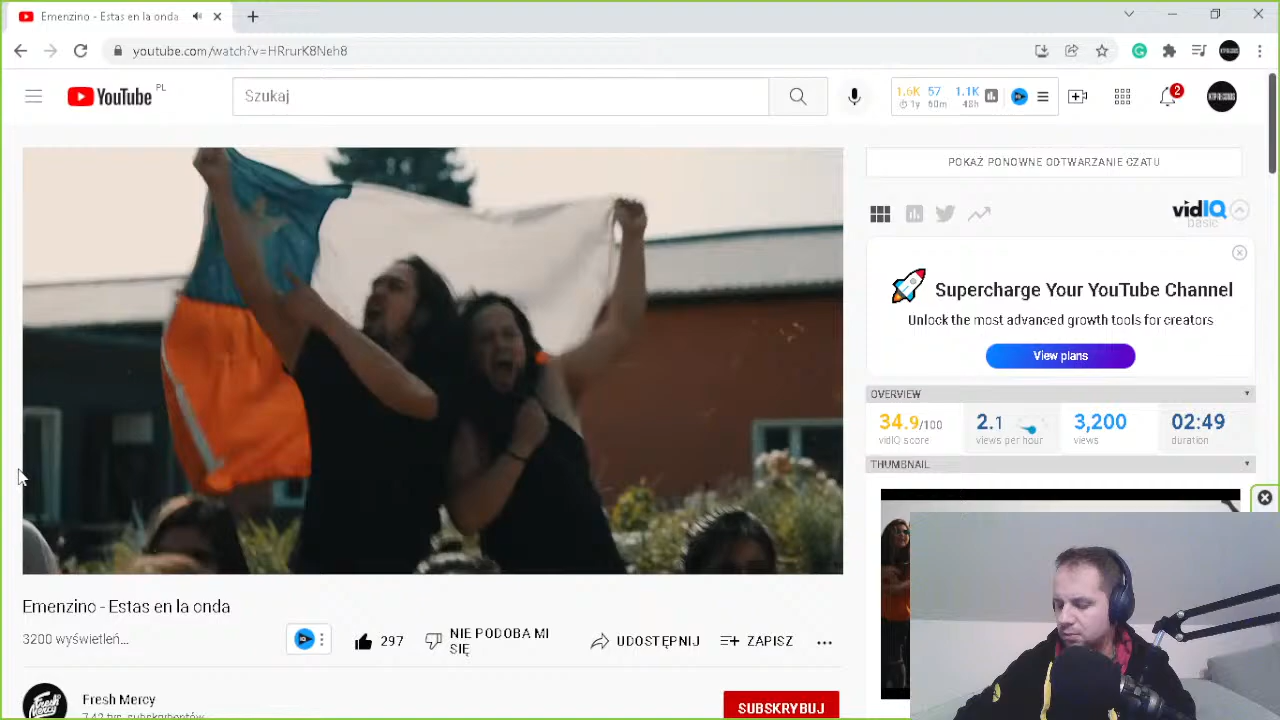 Emenzino - Estas en la onda
youtube.com/watch?v=HRrurK8Neh8
YouTube PL
Szukaj
1.6K 57 1.1K
1y 60m 48h
2
POKAŻ PONOWNE ODTWARZANIE CZATU
vidIQ
basic
Supercharge Your YouTube Channel
Unlock the most advanced growth tools for creators
View plans
OVERVIEW
34.9/100 2.1 3,200 02:49
vidIQ score views per hour views duration
THUMBNAIL
Emenzino - Estas en la onda
3200 wyświetleń...
297 NIE PODOBA MI SIĘ UDOSTĘPNIJ ZAPISZ
Fresh Mercy
SUBSKRYBUJ